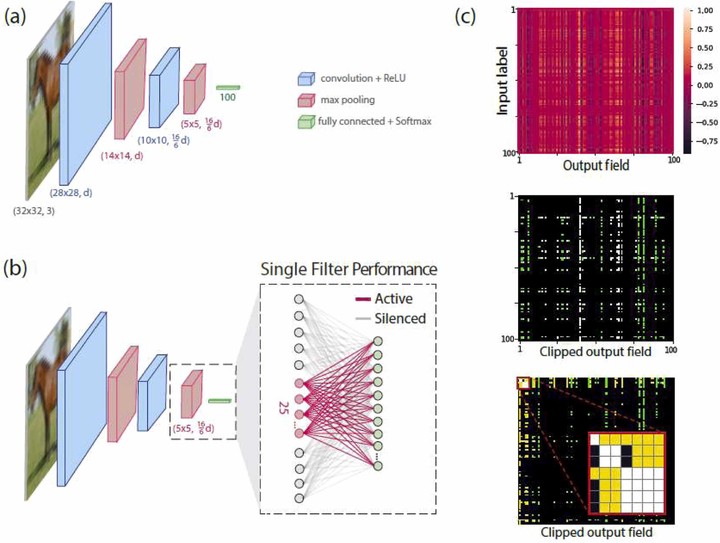 (a)
convolution + ReLU
max pooling
fully connected + Softmax
100
(5x5, 16/6 d)
(10x10, 16/6 d)
(14x14, d)
(28x28, d)
(32x32, 3)
(b)
Single Filter Performance
Active
Silenced
25
...
(5x5, 16/6 d)
(c)
1
Input label
100
1
Output field
100
1,00
0,75
0,50
0,25
0,00
−0,25
−0,50
−0,75
1
100
1
Clipped output field
100
Clipped output field